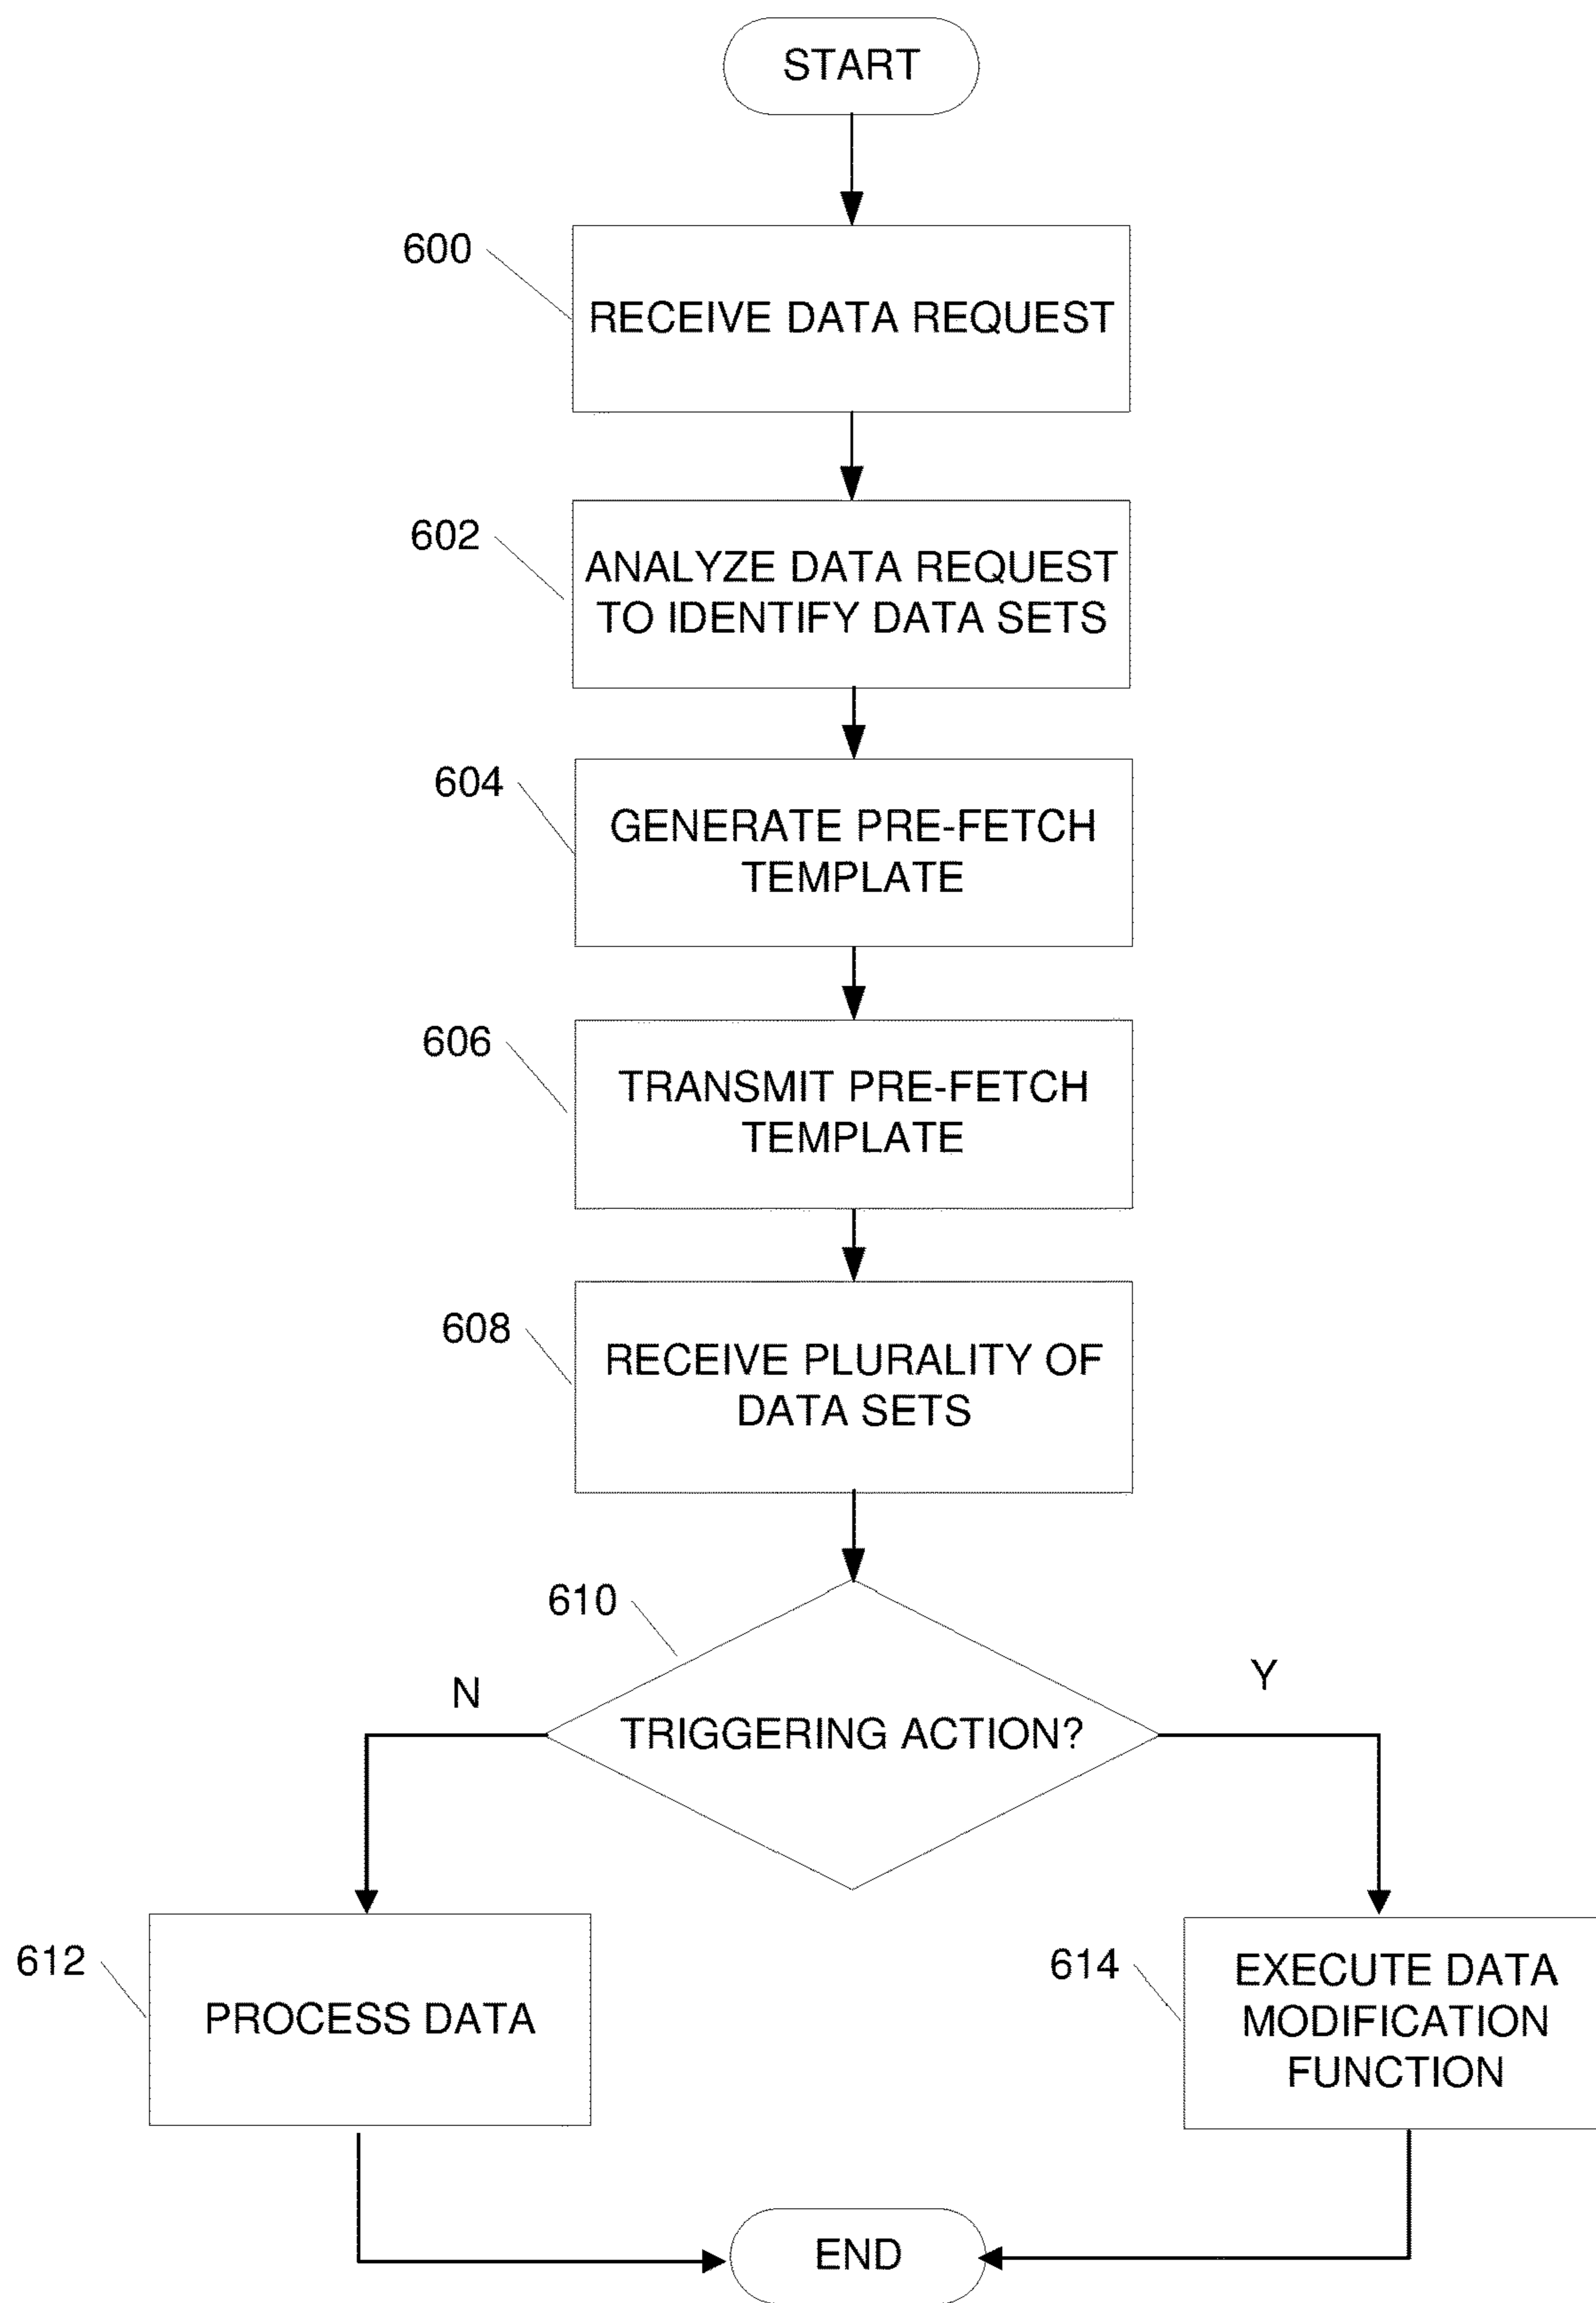 START
600
RECEIVE DATA REQUEST
602
ANALYZE DATA REQUEST
TO IDENTIFY DATA SETS
604
GENERATE PRE-FETCH
TEMPLATE
606
TRANSMIT PRE-FETCH
TEMPLATE
608
RECEIVE PLURALITY OF
DATA SETS
610
TRIGGERING ACTION?
N
Y
612
PROCESS DATA
614
EXECUTE DATA
MODIFICATION
FUNCTION
END